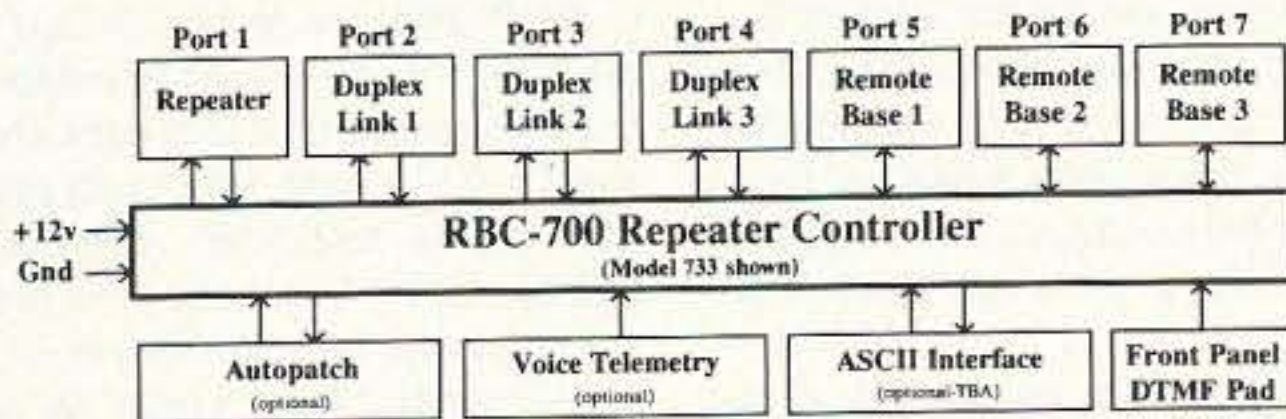 Port 1 Port 2 Port 3 Port 4 Port 5 Port 6 Port 7
Repeater
Duplex
Link 1
Duplex
Link 2
Duplex
Link 3
Remote
Base 1
Remote
Base 2
Remote
Base 3
+12v
Gnd
RBC-700 Repeater Controller
(Model 733 shown)
Autopatch
(optional)
Voice Telemetry
(optional)
ASCII Interface
(optional-TBA)
Front Panel
DTMF Pad